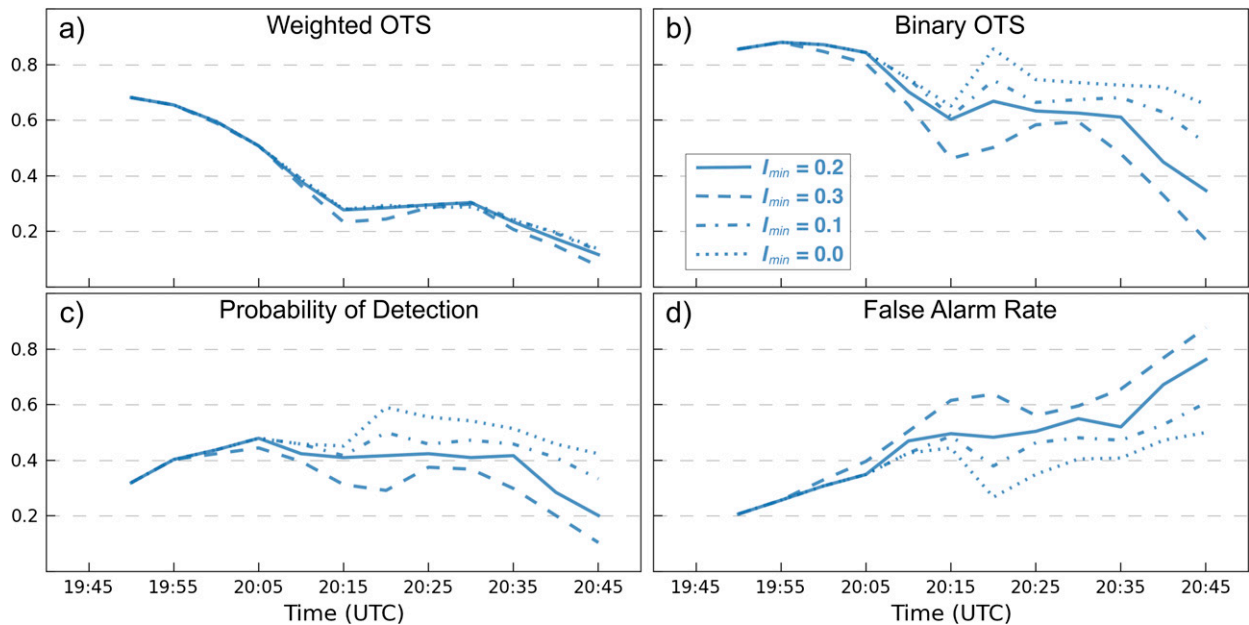 a) Weighted OTS
b) Binary OTS
0.8
0.6
0.4
0.2
I_min = 0.2
I_min = 0.3
I_min = 0.1
I_min = 0.0
c) Probability of Detection
d) False Alarm Rate
0.8
0.6
0.4
0.2
19:45 19:55 20:05 20:15 20:25 20:35 20:45
Time (UTC)
19:45 19:55 20:05 20:15 20:25 20:35 20:45
Time (UTC)